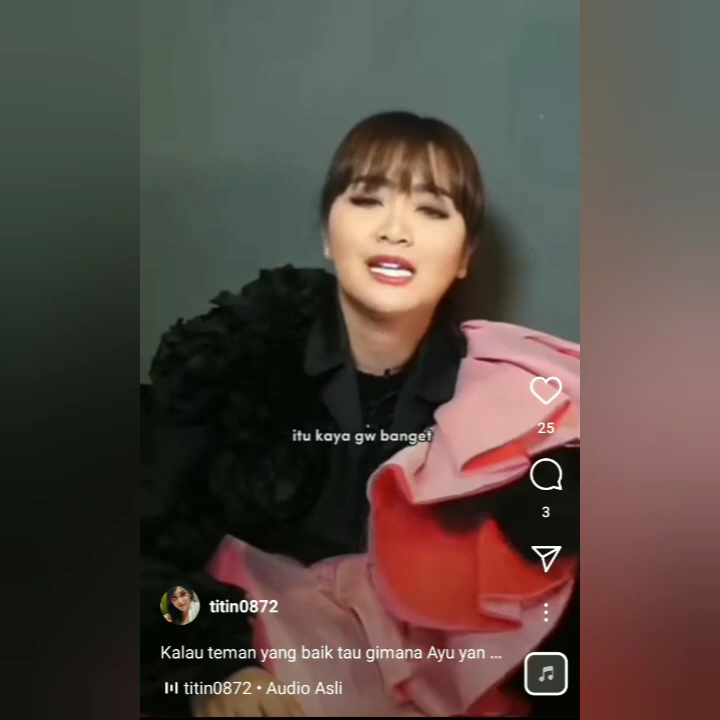 itu kaya gw banget
25
3
titin0872
Kalau teman yang baik tau gimana Ayu yan ...
titin0872 • Audio Asli